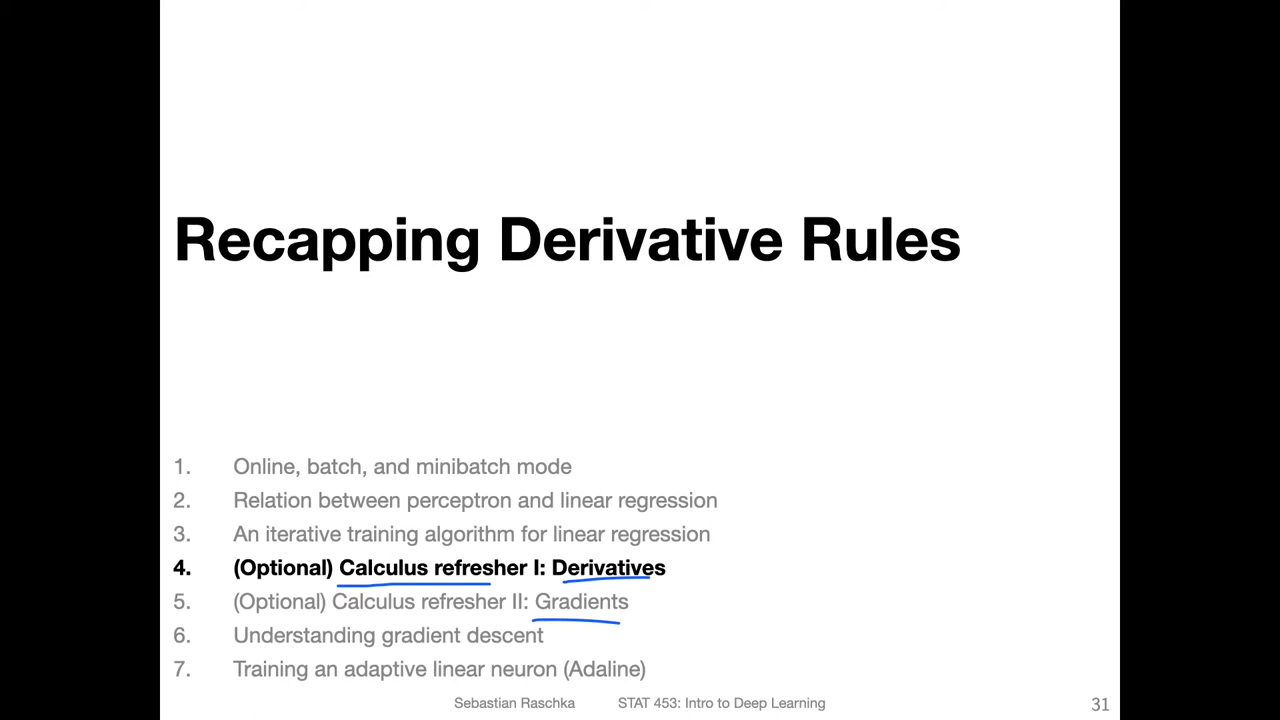 Recapping Derivative Rules
1. Online, batch, and minibatch mode
2. Relation between perceptron and linear regression
3. An iterative training algorithm for linear regression
4. (Optional) Calculus refresher I: Derivatives
5. (Optional) Calculus refresher II: Gradients
6. Understanding gradient descent
7. Training an adaptive linear neuron (Adaline)
Sebastian Raschka STAT 453: Intro to Deep Learning 31